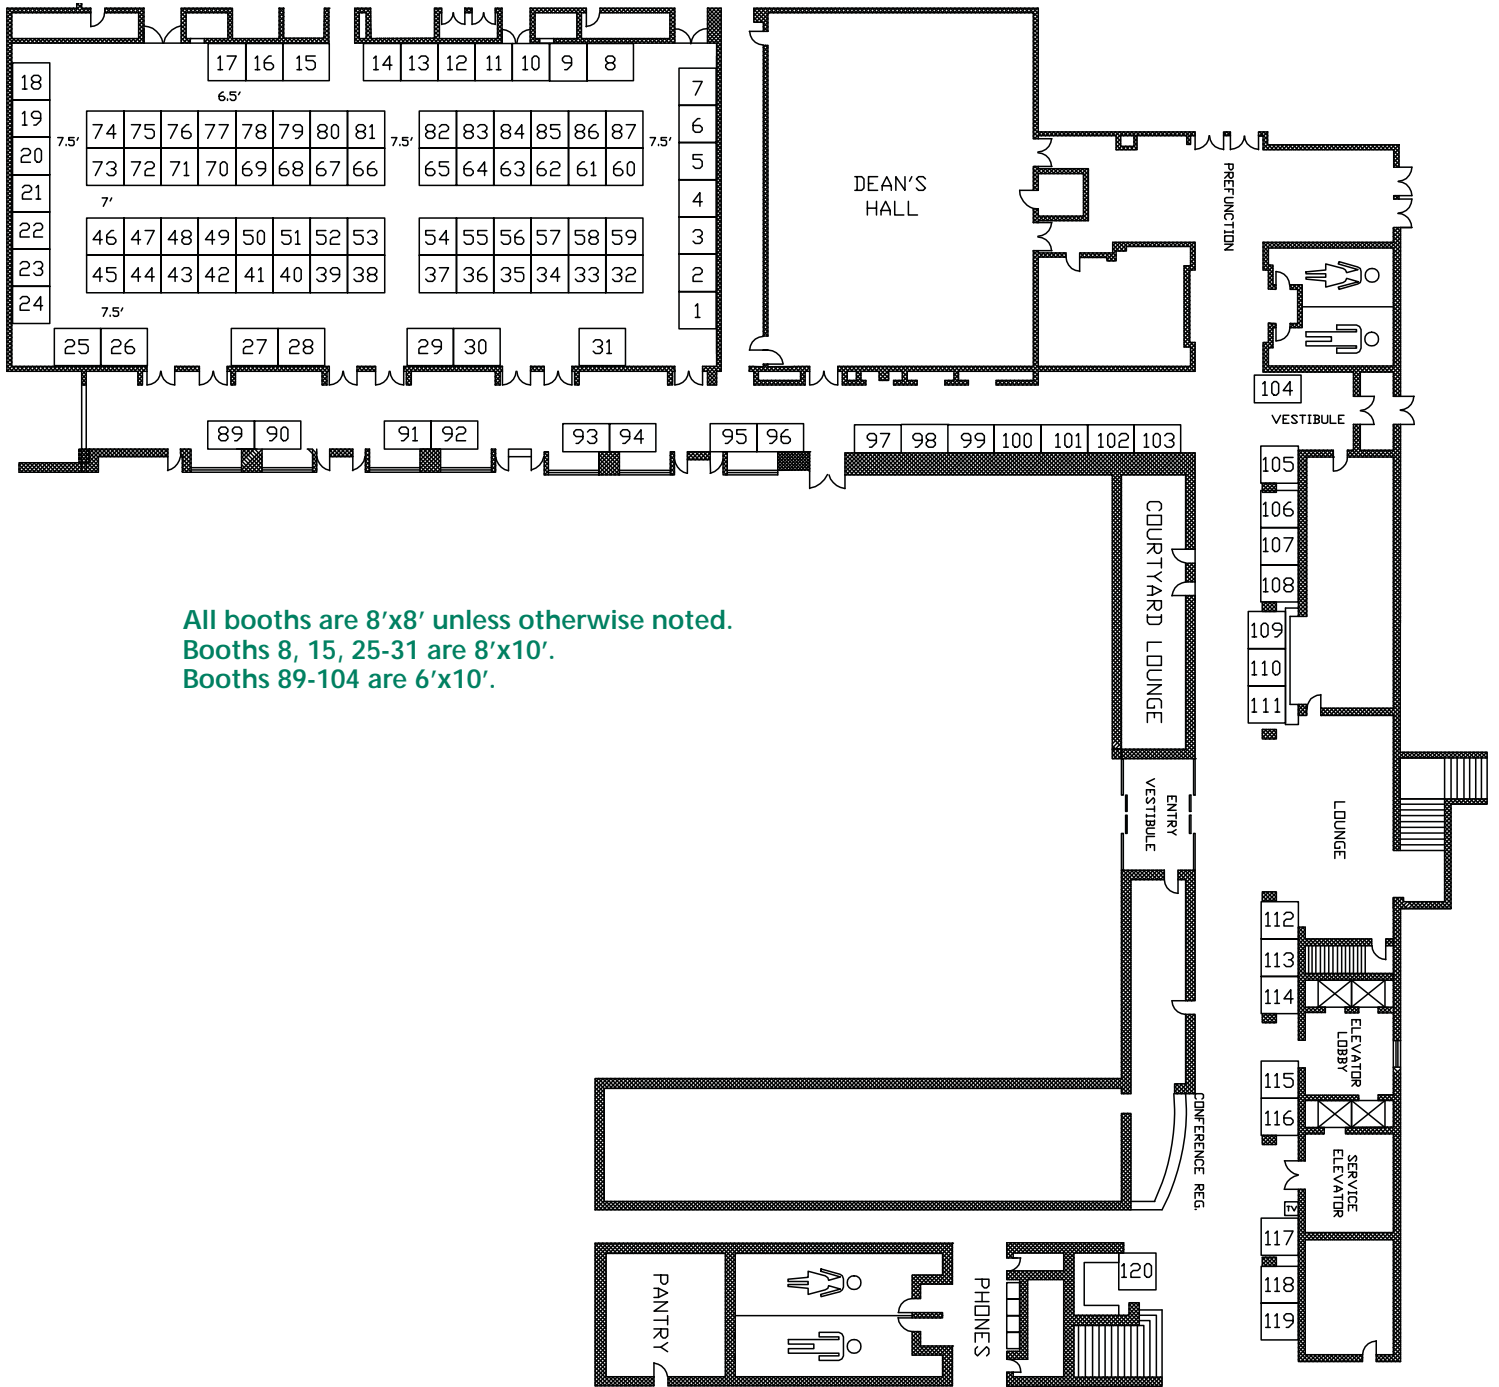 17 16 15 14 13 12 11 10 9 8
18 7
6.5'
19 74 75 76 77 78 79 80 81 82 83 84 85 86 87 6
7.5' 7.5' 7.5'
20 73 72 71 70 69 68 67 66 65 64 63 62 61 60 5
21 7' 4
22 46 47 48 49 50 51 52 53 54 55 56 57 58 59 3
23 45 44 43 42 41 40 39 38 37 36 35 34 33 32 2
24 7.5' 1
25 26 27 28 29 30 31
DEAN'S
HALL
PREFUNCTION
104
VESTIBULE
89 90 91 92 93 94 95 96 97 98 99 100 101 102 103
105
106
107
108
109
110
111
COURTYARD LOUNGE
All booths are 8'x8' unless otherwise noted.
Booths 8, 15, 25-31 are 8'x10'.
Booths 89-104 are 6'x10'.
ENTRY
VESTIBULE
LOUNGE
112
113
114
ELEVATOR
LOBBY
115
116
CONFERENCE REG.
SERVICE
ELEVATOR
TV
117
118
119
120
PANTRY
PHONES